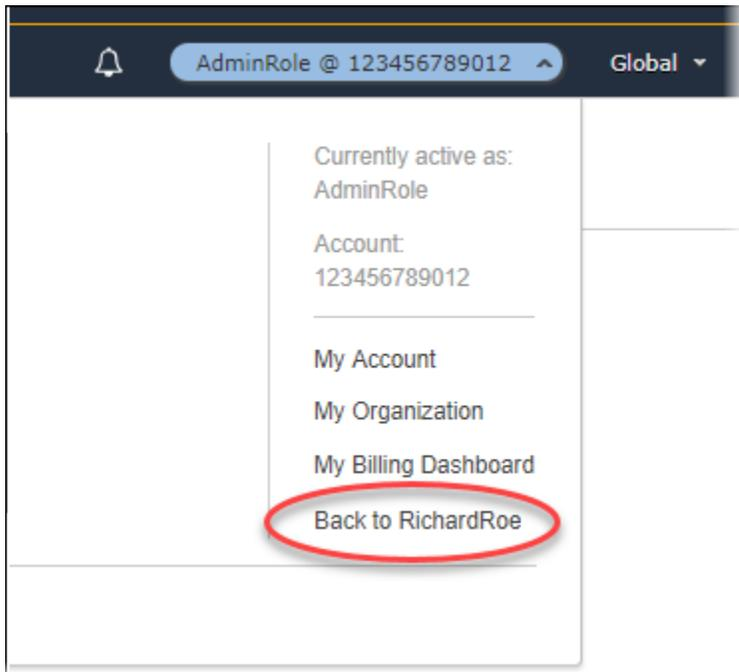 AdminRole @ 123456789012
Global
Currently active as:
AdminRole
Account:
123456789012
My Account
My Organization
My Billing Dashboard
Back to RichardRoe